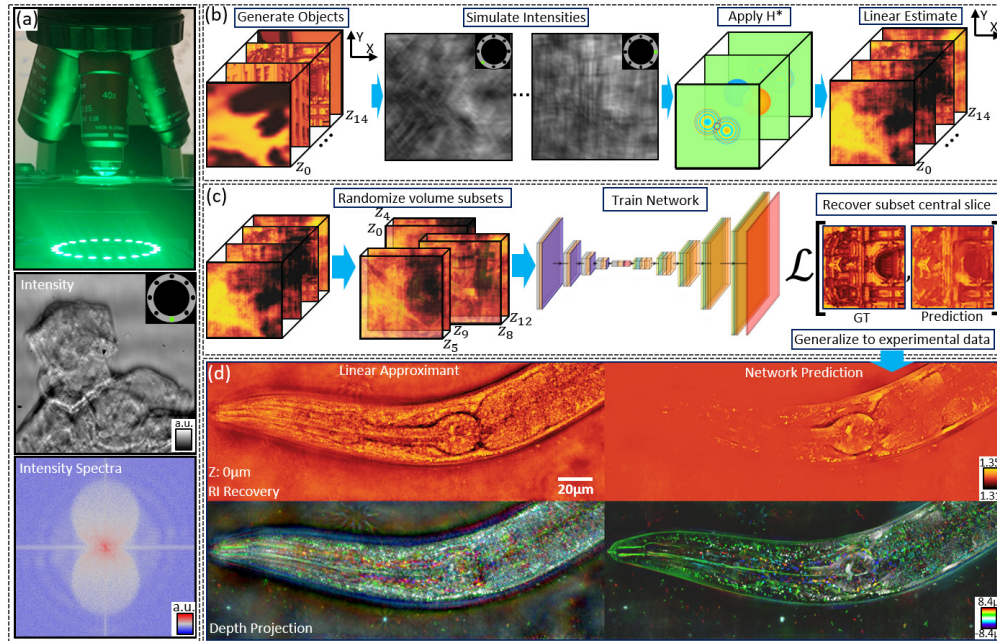 (a)
40x
Intensity
a.u.
Intensity Spectra
a.u.
(b)
Generate Objects
Y
X
z14
z0
Simulate Intensities
Apply H*
Linear Estimate
Y
X
z14
z0
(c)
Randomize volume subsets
z4
z0
z12
z9
z8
z5
Train Network
Recover subset central slice
ℒ
[ , ]
GT
Prediction
Generalize to experimental data
(d)
Linear Approximant
Network Prediction
Z: 0µm
RI Recovery
20µm
1.35
1.31
Depth Projection
8.4µ
-8.4µ